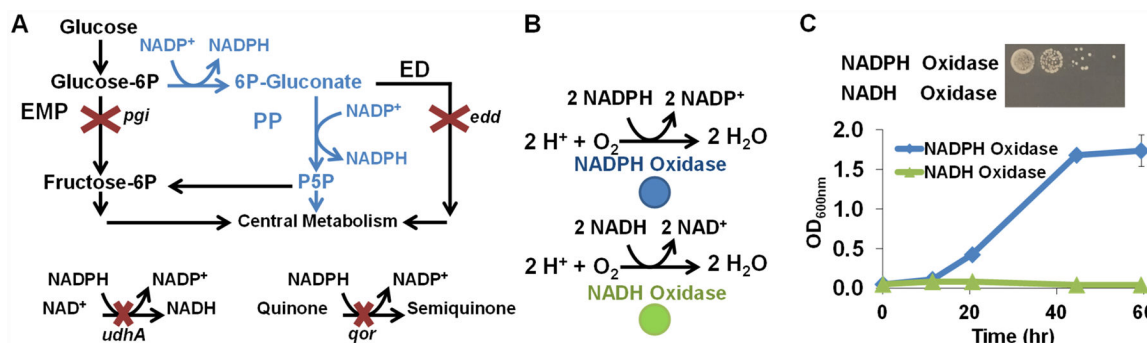 A
Glucose
NADP+ NADPH
Glucose-6P 6P-Gluconate ED
EMP pgi PP NADP+ edd
NADPH
Fructose-6P P5P
Central Metabolism
NADPH NADP+ NADPH NADP+
NAD+ NADH Quinone Semiquinone
udhA qor
B
2 NADPH 2 NADP+
2 H+ + O2 2 H2O
NADPH Oxidase
2 NADH 2 NAD+
2 H+ + O2 2 H2O
NADH Oxidase
C
NADPH Oxidase
NADH Oxidase
2.0
1.5
1.0
0.5
0.0
OD600nm
NADPH Oxidase
NADH Oxidase
0 20 40 60
Time (hr)